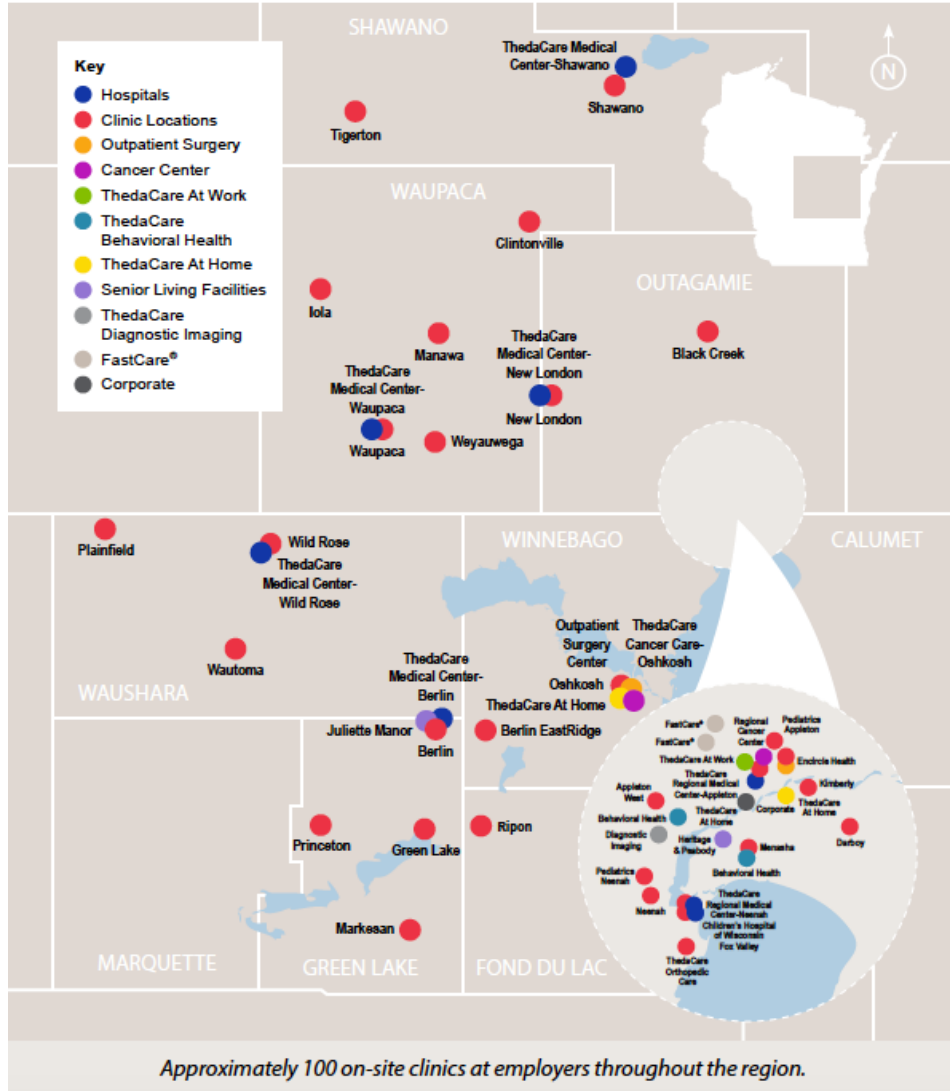 SHAWANO
ThedaCare Medical
Center-Shawano
N
Shawano
Tigerton
Key
Hospitals
Clinic Locations
Outpatient Surgery
Cancer Center
ThedaCare At Work
ThedaCare
Behavioral Health
ThedaCare At Home
Senior Living Facilities
ThedaCare
Diagnostic Imaging
FastCare®
Corporate
WAUPACA
Clintonville
OUTAGAMIE
Iola
Manawa
ThedaCare
Medical Center-
New London
New London
Black Creek
ThedaCare
Medical Center-
Waupaca
Waupaca
Weyauwega
Plainfield
Wild Rose
ThedaCare
Medical Center-
Wild Rose
WINNEBAGO
CALUMET
Wautoma
WAUSHARA
ThedaCare
Medical Center-
Berlin
Juliette Manor
Berlin
Berlin EastRidge
Outpatient
Surgery
Center
ThedaCare
Cancer Care-
Oshkosh
Oshkosh
ThedaCare At Home
FastCare®
FastCare®
Regional
Cancer
Center
Pediatrics
Appleton
ThedaCare At Work
Encircle Health
ThedaCare
Regional Medical
Center-Appleton
Kimberly
Appleton
West
ThedaCare
At Home
Corporate
ThedaCare
At Home
Behavioral Health
Darboy
Diagnostic
Imaging
Heritage
& Peabody
Menasha
Behavioral Health
Pediatrics
Neenah
Neenah
ThedaCare
Regional Medical
Center-Neenah
Children's Hospital
of Wisconsin
Fox Valley
ThedaCare
Orthopedic
Care
Princeton
Green Lake
Ripon
Markesan
MARQUETTE
GREEN LAKE
FOND DU LAC
Approximately 100 on-site clinics at employers throughout the region.